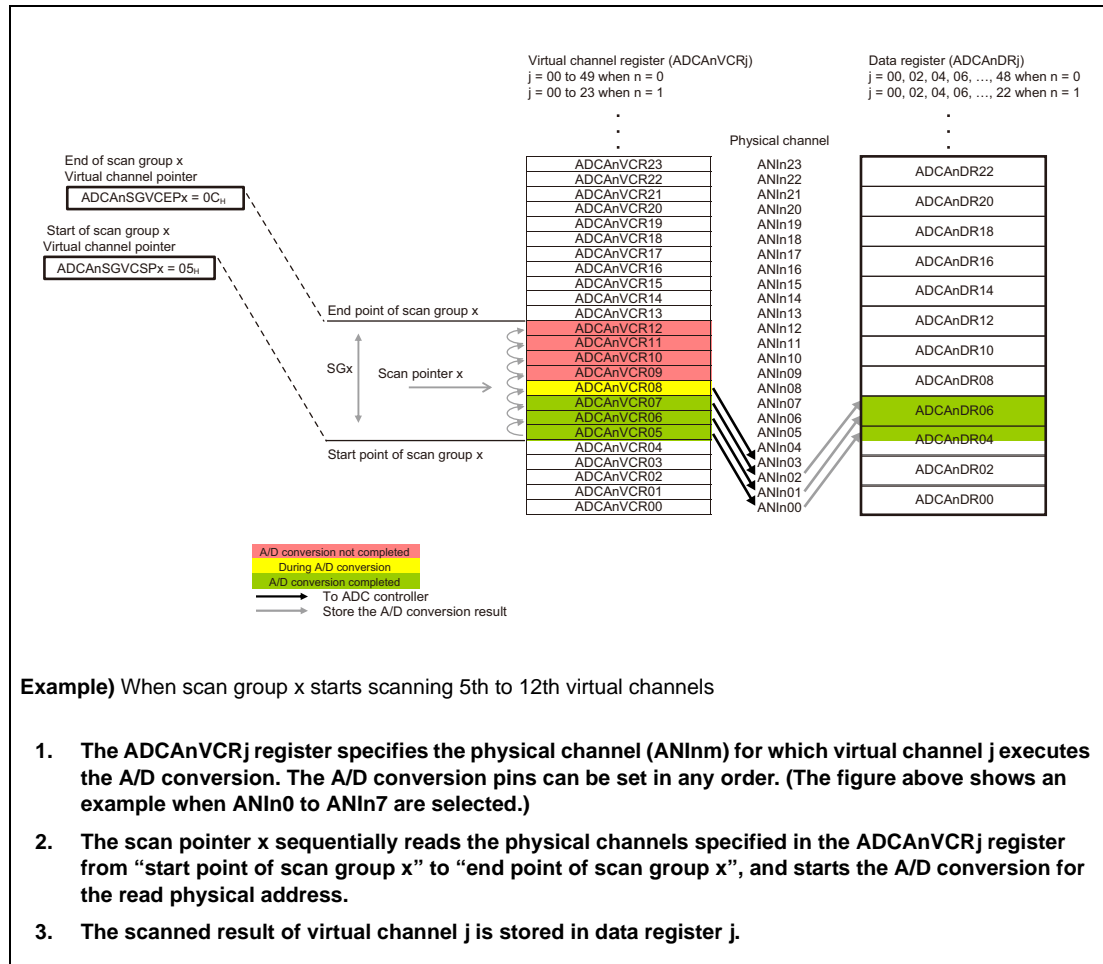 Virtual channel register (ADCAnVCRj)
j = 00 to 49 when n = 0
j = 00 to 23 when n = 1
Data register (ADCAnDRj)
j = 00, 02, 04, 06, …, 48 when n = 0
j = 00, 02, 04, 06, …, 22 when n = 1
Physical channel
End of scan group x
Virtual channel pointer
ADCAnSGVCEPx = 0CH
Start of scan group x
Virtual channel pointer
ADCAnSGVCSPx = 05H
End point of scan group x
SGx
Scan pointer x
Start point of scan group x
ADCAnVCR23
ADCAnVCR22
ADCAnVCR21
ADCAnVCR20
ADCAnVCR19
ADCAnVCR18
ADCAnVCR17
ADCAnVCR16
ADCAnVCR15
ADCAnVCR14
ADCAnVCR13
ADCAnVCR12
ADCAnVCR11
ADCAnVCR10
ADCAnVCR09
ADCAnVCR08
ADCAnVCR07
ADCAnVCR06
ADCAnVCR05
ADCAnVCR04
ADCAnVCR03
ADCAnVCR02
ADCAnVCR01
ADCAnVCR00
ANIn23
ANIn22
ANIn21
ANIn20
ANIn19
ANIn18
ANIn17
ANIn16
ANIn15
ANIn14
ANIn13
ANIn12
ANIn11
ANIn10
ANIn09
ANIn08
ANIn07
ANIn06
ANIn05
ANIn04
ANIn03
ANIn02
ANIn01
ANIn00
ADCAnDR22
ADCAnDR20
ADCAnDR18
ADCAnDR16
ADCAnDR14
ADCAnDR12
ADCAnDR10
ADCAnDR08
ADCAnDR06
ADCAnDR04
ADCAnDR02
ADCAnDR00
A/D conversion not completed
During A/D conversion
A/D conversion completed
To ADC controller
Store the A/D conversion result
Example) When scan group x starts scanning 5th to 12th virtual channels
1. The ADCAnVCRj register specifies the physical channel (ANInm) for which virtual channel j executes
the A/D conversion. The A/D conversion pins can be set in any order. (The figure above shows an
example when ANIn0 to ANIn7 are selected.)
2. The scan pointer x sequentially reads the physical channels specified in the ADCAnVCRj register
from “start point of scan group x” to “end point of scan group x”, and starts the A/D conversion for
the read physical address.
3. The scanned result of virtual channel j is stored in data register j.